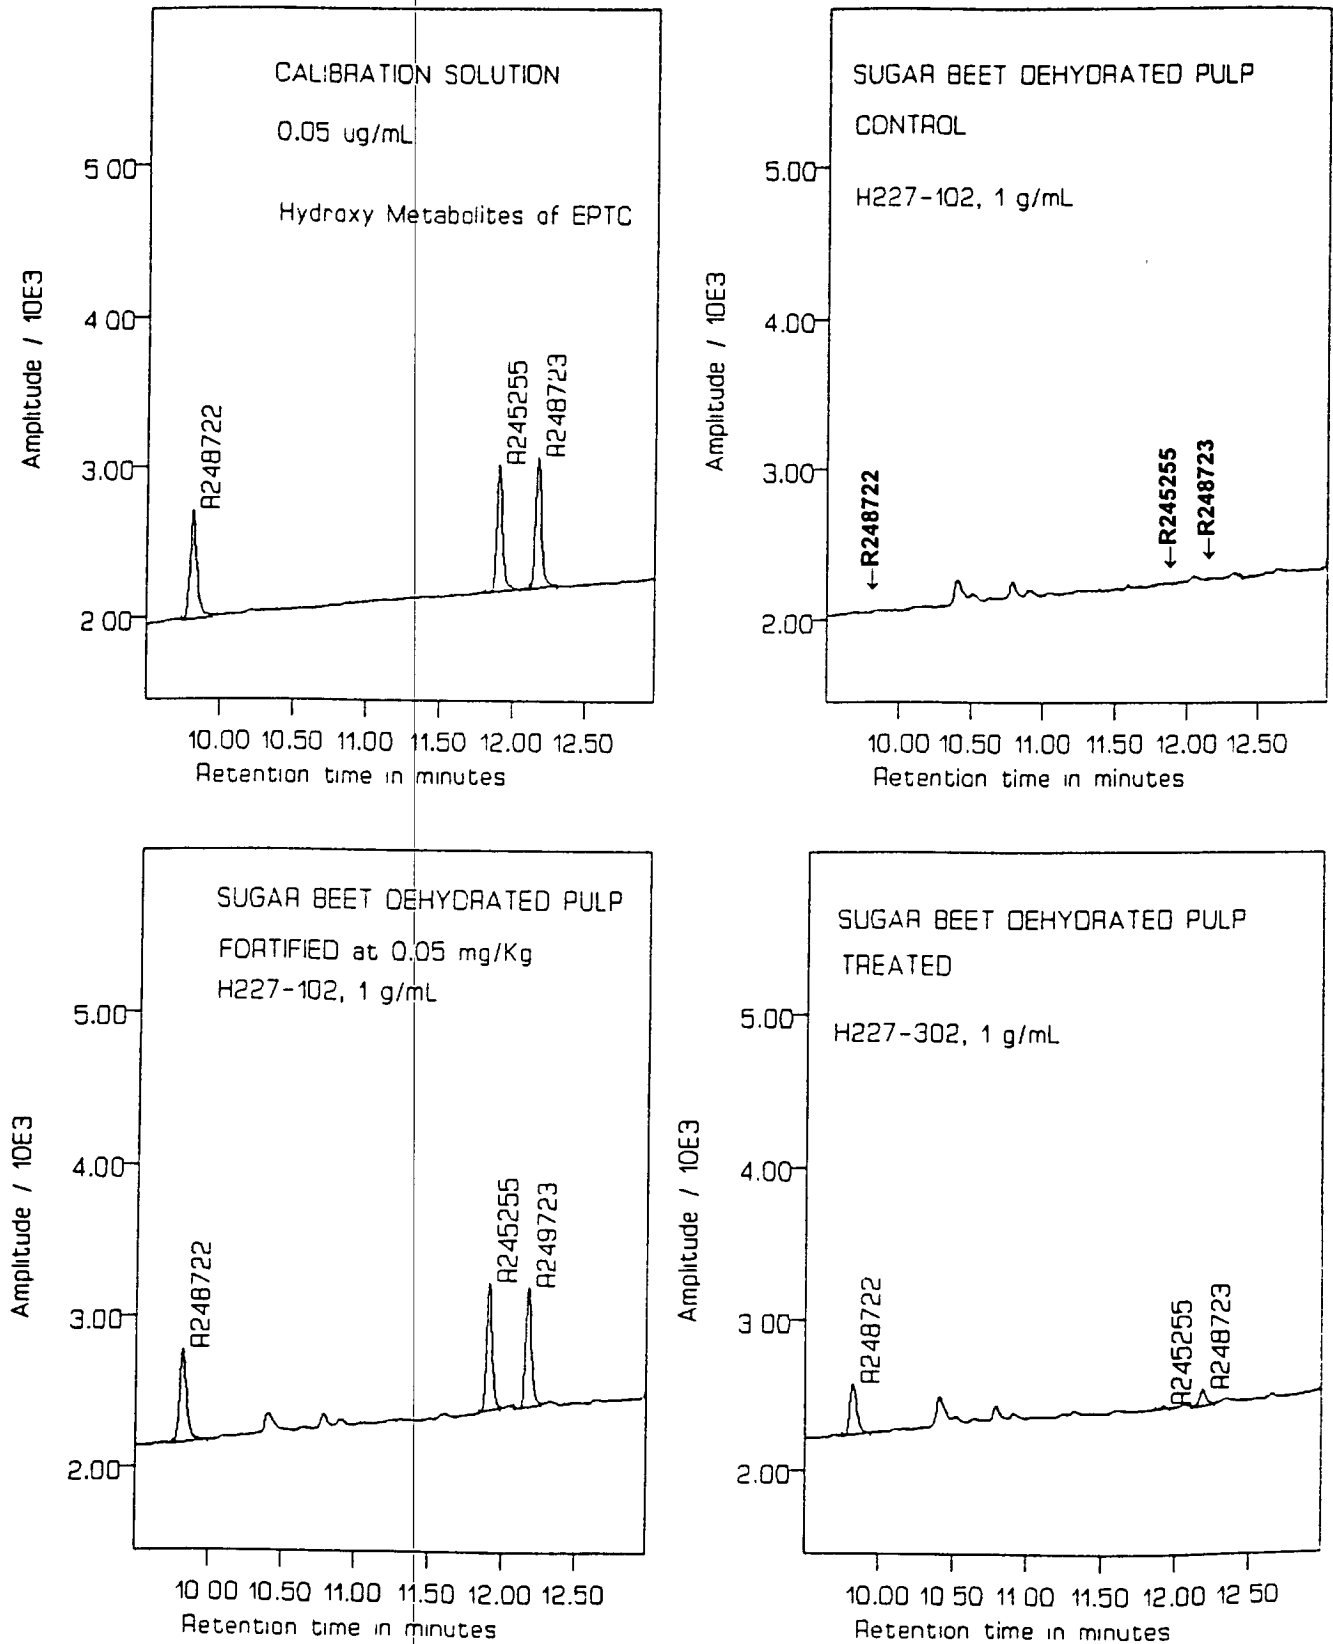 CALIBRATION SOLUTION
0.05 ug/mL
Hydroxy Metabolites of EPTC
Amplitude / 10E3
5 00
4 00
3.00
2 00
R248722
R245255
R248723
10.00 10.50 11.00 11.50 12.00 12.50
Retention time in minutes
SUGAR BEET DEHYDRATED PULP
CONTROL
H227-102, 1 g/mL
Amplitude / 10E3
5.00
4.00
3.00
2.00
←R248722
←R245255
←R248723
10.00 10.50 11.00 11.50 12.00 12.50
Retention time in minutes
SUGAR BEET DEHYDRATED PULP
FORTIFIED at 0.05 mg/Kg
H227-102, 1 g/mL
Amplitude / 10E3
5.00
4.00
3.00
2.00
R248722
R245255
R249723
10 00 10.50 11.00 11.50 12.00 12.50
Retention time in minutes
SUGAR BEET DEHYDRATED PULP
TREATED
H227-302, 1 g/mL
Amplitude / 10E3
5.00
4.00
3 00
2.00
R248722
R245255
R248723
10.00 10 50 11.00 11.50 12.00 12 50
Retention time in minutes